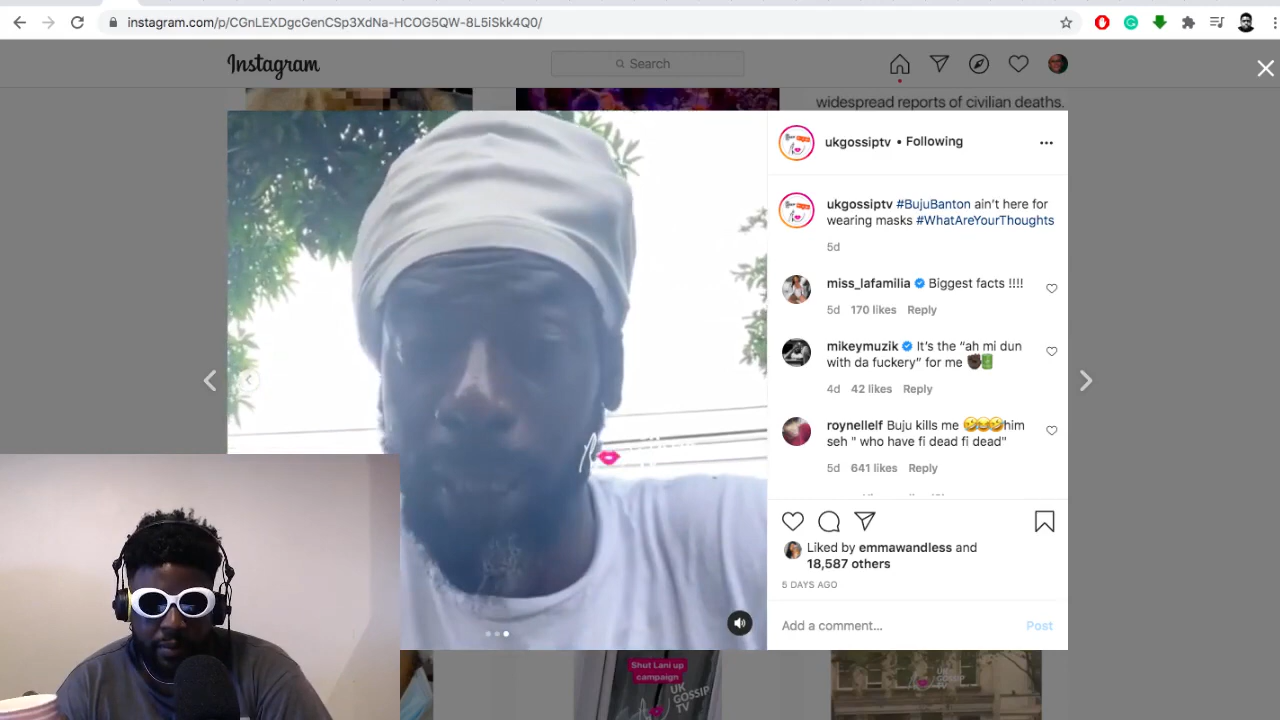 instagram.com/p/CGnLEXDgcGenCSp3XdNa-HCOG5QW-8L5iSkk4Q0/
Instagram
Search
widespread reports of civilian deaths.
ukgossiptv • Following
ukgossiptv #BujuBanton ain't here for
wearing masks #WhatAreYourThoughts
5d
miss_lafamilia Biggest facts !!!!
5d 170 likes Reply
mikeymuzik It's the “ah mi dun
with da fuckery” for me
4d 42 likes Reply
roynellelf Buju kills me 🤣😂🤣him
seh " who have fi dead fi dead"
5d 641 likes Reply
Liked by emmawandless and
18,587 others
5 DAYS AGO
Add a comment... Post
Shut Lani up
campaign
UK
GOSSIP
TV